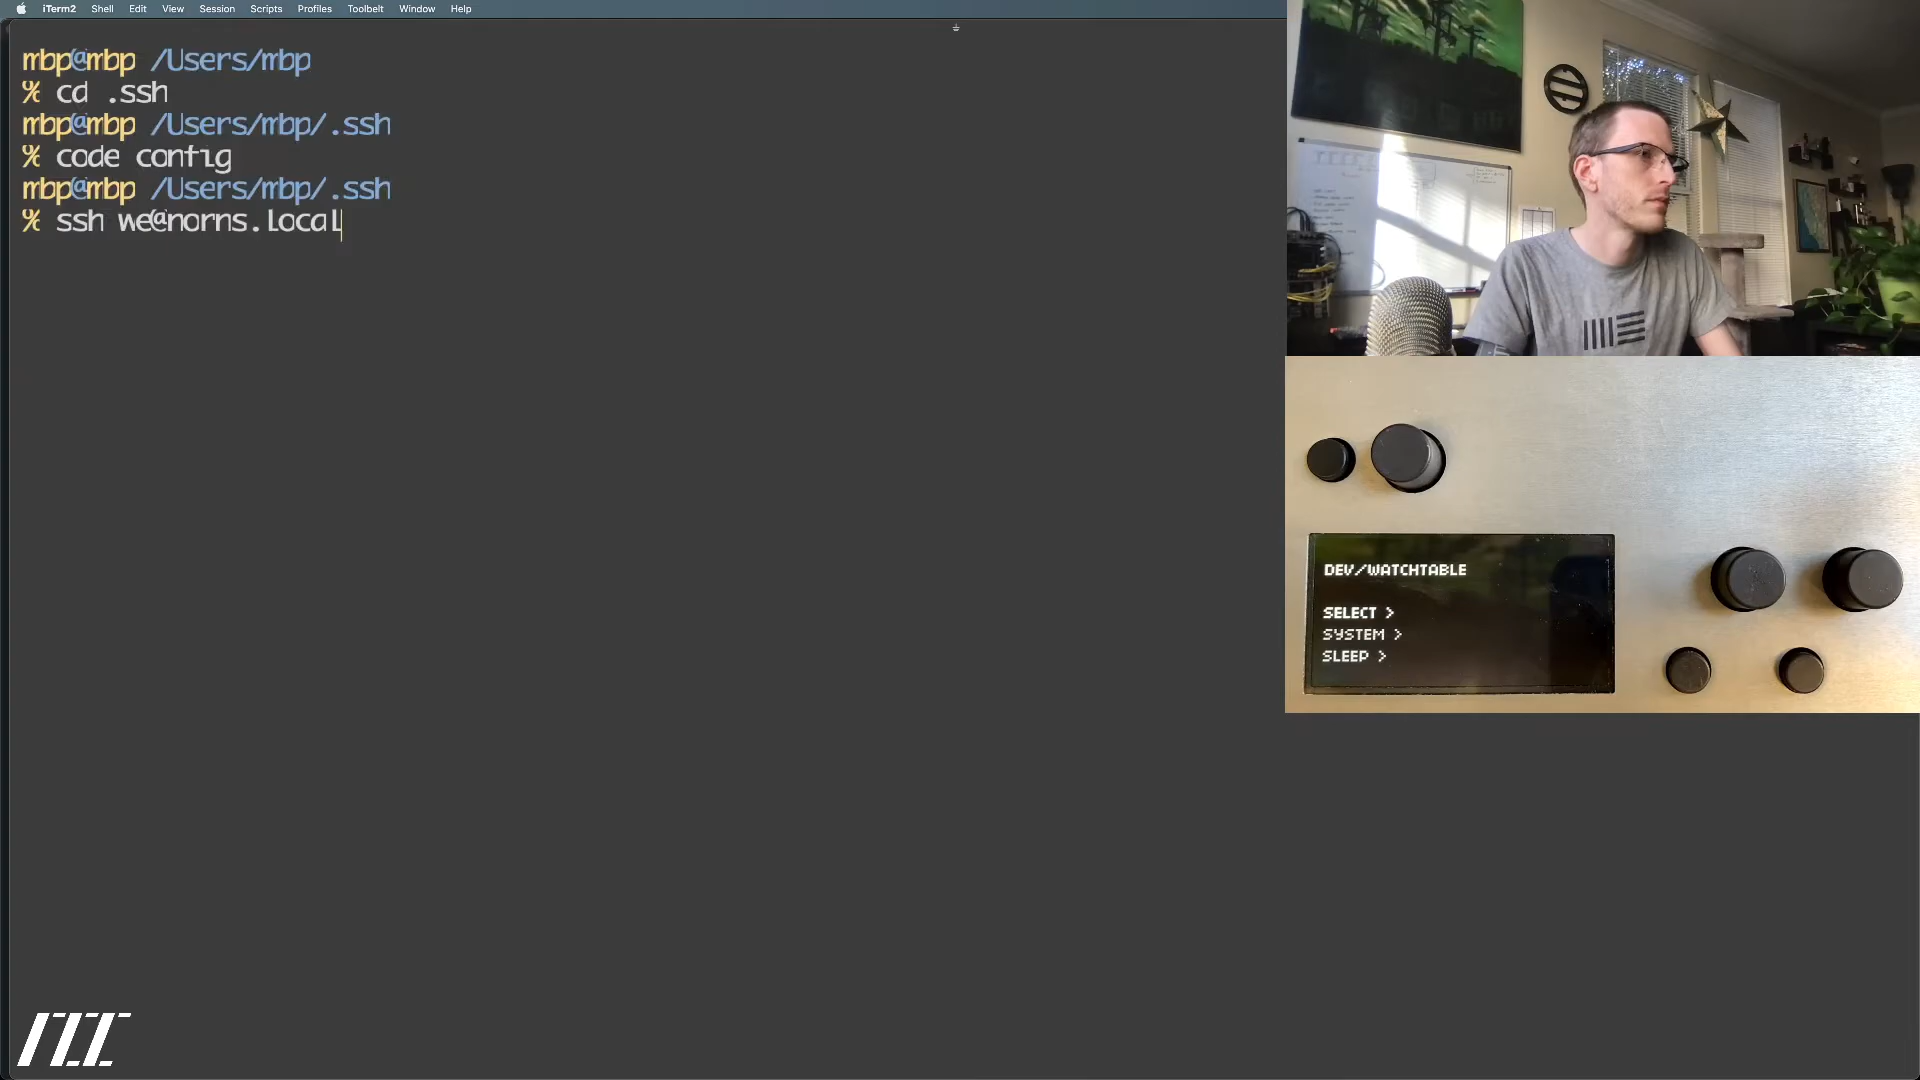 iTerm2 Shell Edit View Session Scripts Profiles Toolbelt Window Help
mbp@mbp /Users/mbp
% cd .ssh
mbp@mbp /Users/mbp/.ssh
% code config
mbp@mbp /Users/mbp/.ssh
% ssh we@norns.local
DEV/WATCHTABLE
SELECT >
SYSTEM >
SLEEP >